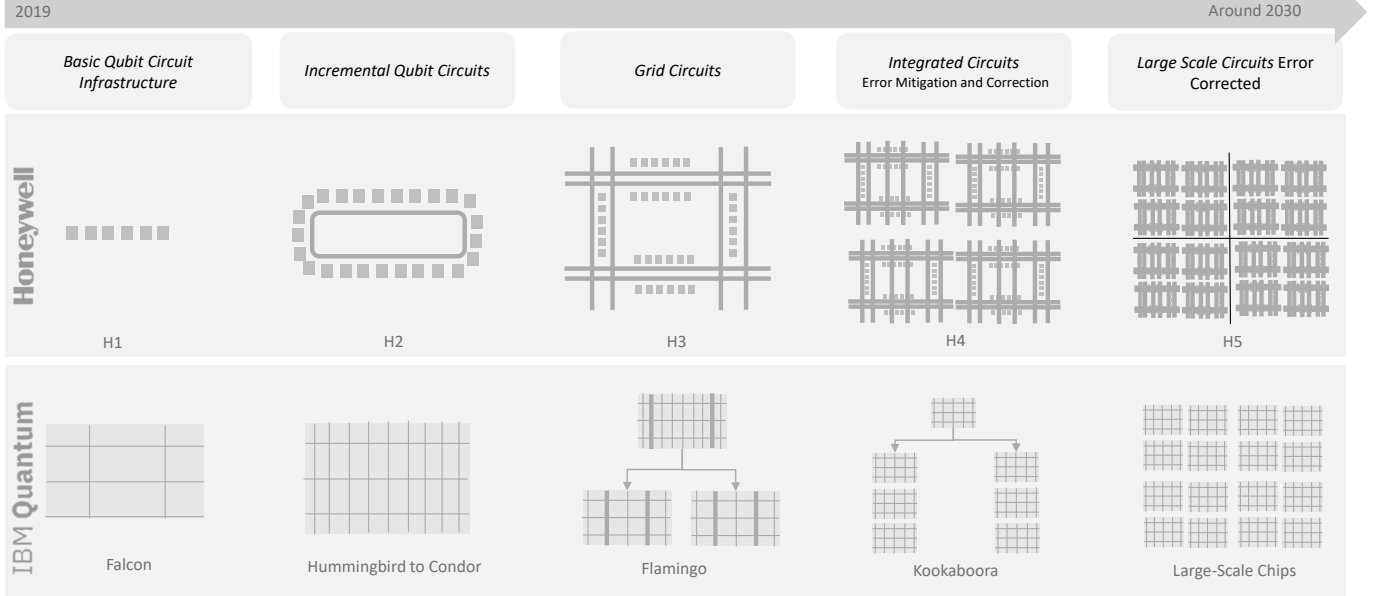 2019
Around 2030
Basic Qubit Circuit
Infrastructure
Incremental Qubit Circuits
Grid Circuits
Integrated Circuits
Error Mitigation and Correction
Large Scale Circuits Error
Corrected
Honeywell
H1
H2
H3
H4
H5
IBM Quantum
Falcon
Hummingbird to Condor
Flamingo
Kookaboora
Large-Scale Chips